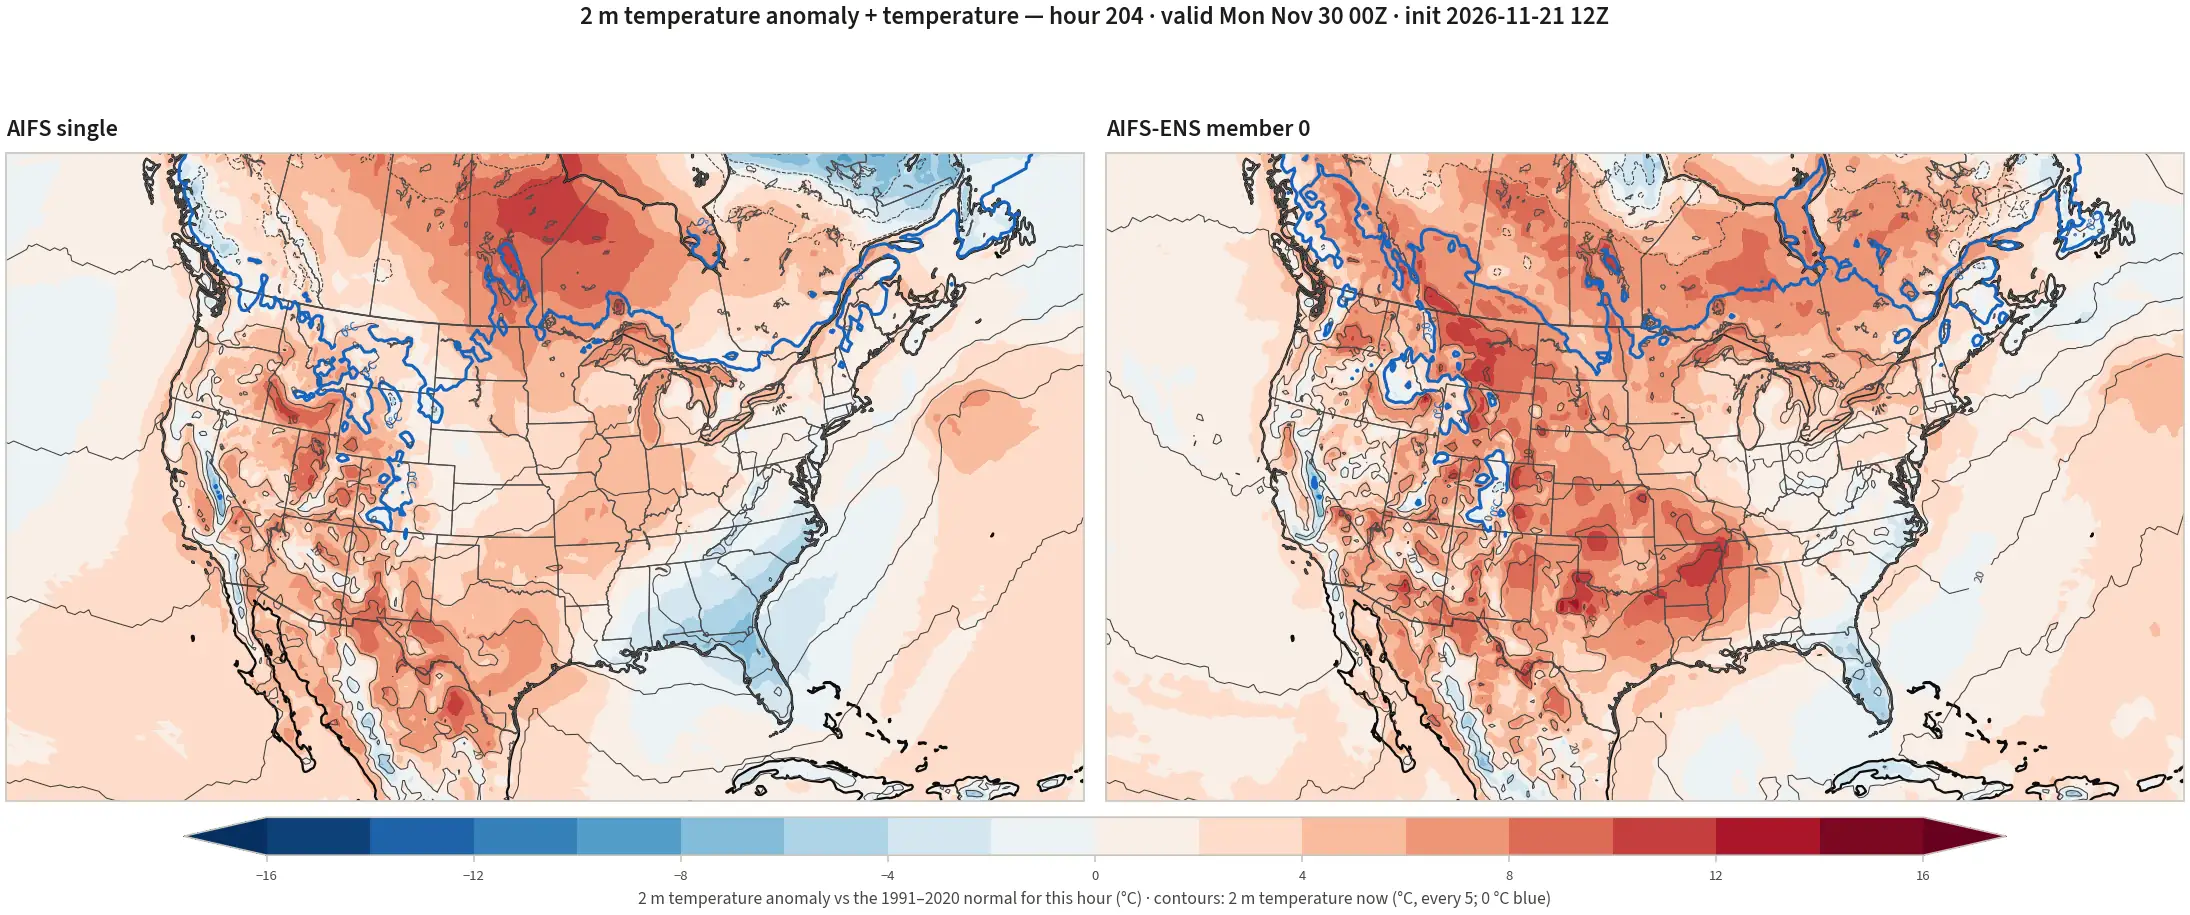 2 m temperature anomaly + temperature — hour 204 · valid Mon Nov 30 00Z · init 2026-11-21 12Z
AIFS single
AIFS-ENS member 0
−16 −12 −8 −4 0 4 8 12 16
2 m temperature anomaly vs the 1991–2020 normal for this hour (°C) · contours: 2 m temperature now (°C, every 5; 0 °C blue)